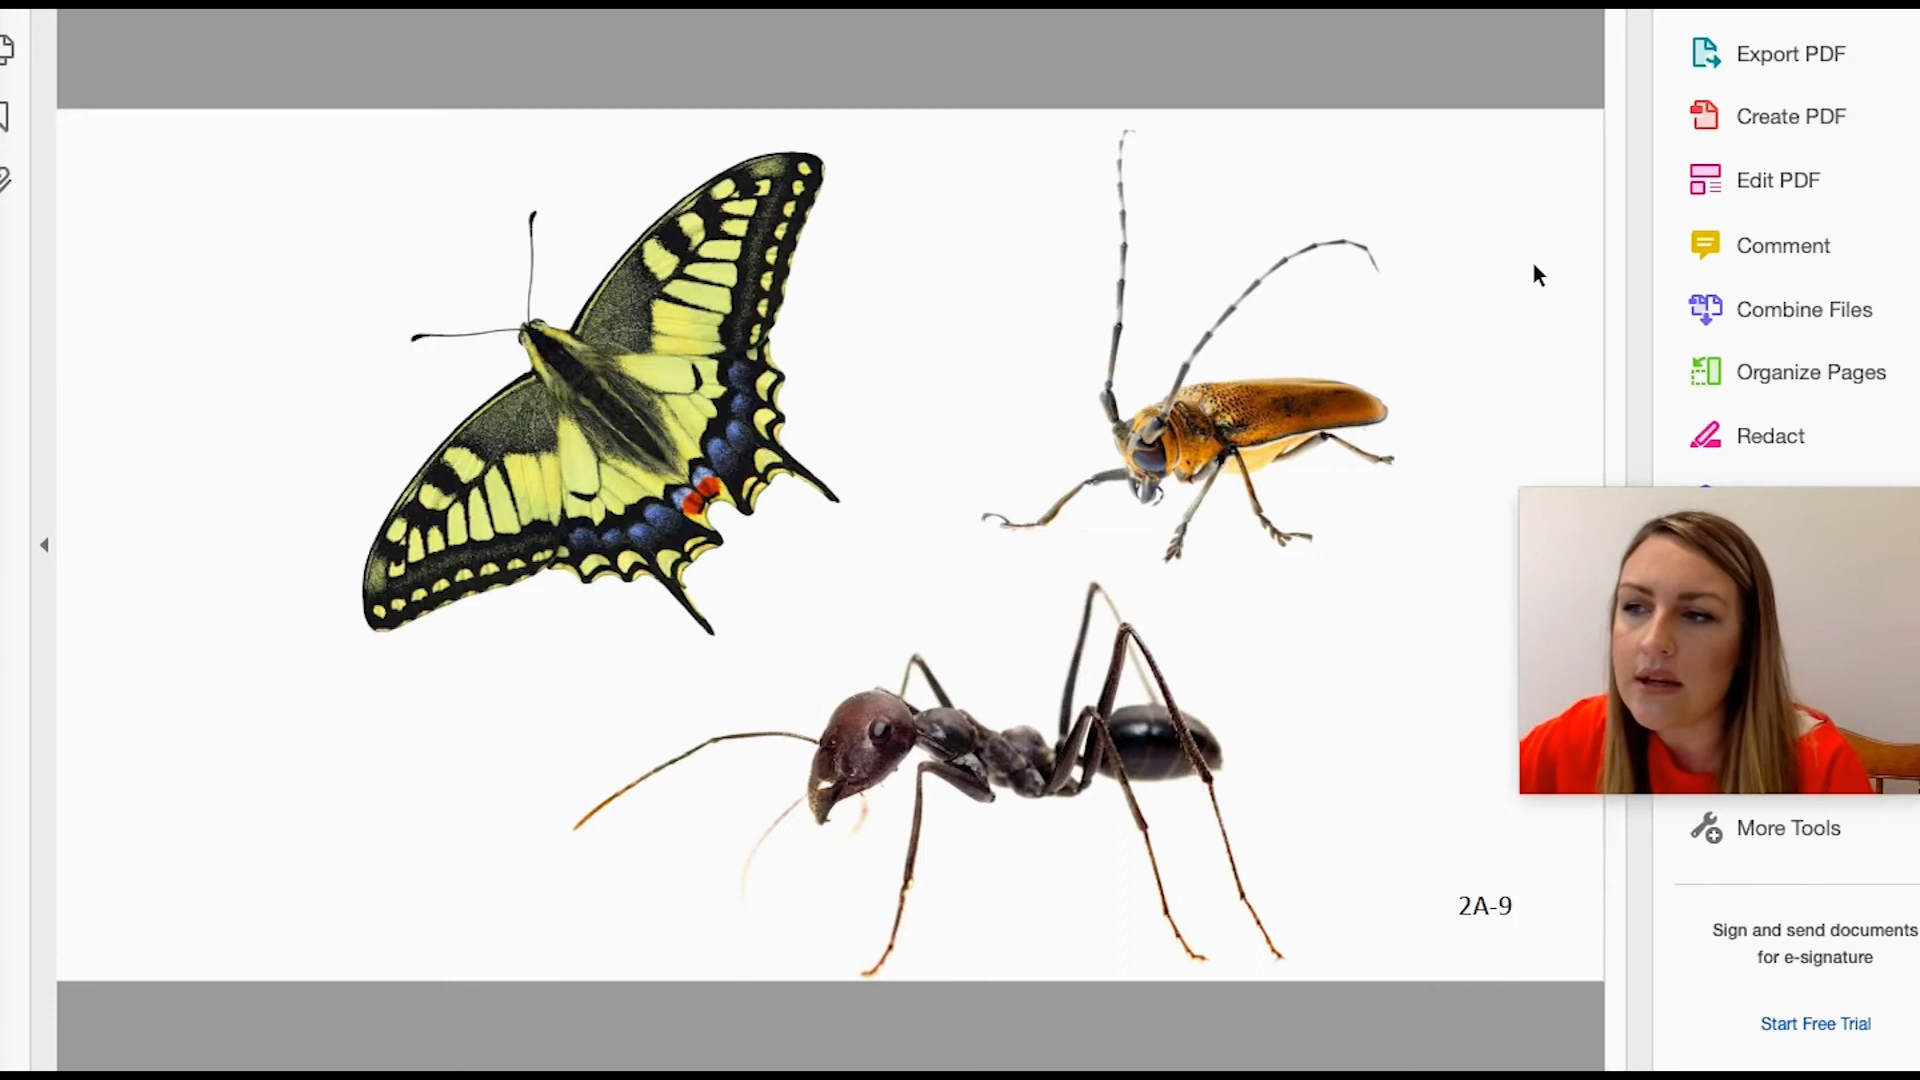 Export PDF
Create PDF
Edit PDF
Comment
Combine Files
Organize Pages
Redact
More Tools
2A-9
Sign and send documents
for e-signature
Start Free Trial